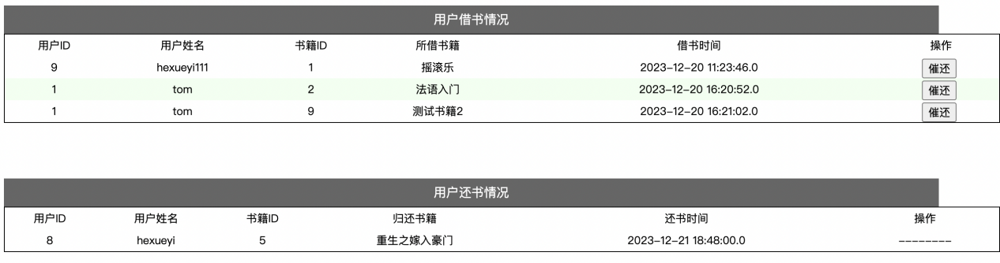 用户借书情况
用户ID 用户姓名 书籍ID 所借书籍 借书时间 操作
9 hexueyi111 1 摇滚乐 2023-12-20 11:23:46.0 催还
1 tom 2 法语入门 2023-12-20 16:20:52.0 催还
1 tom 9 测试书籍2 2023-12-20 16:21:02.0 催还
用户还书情况
用户ID 用户姓名 书籍ID 归还书籍 还书时间 操作
8 hexueyi 5 重生之嫁入豪门 2023-12-21 18:48:00.0 --------